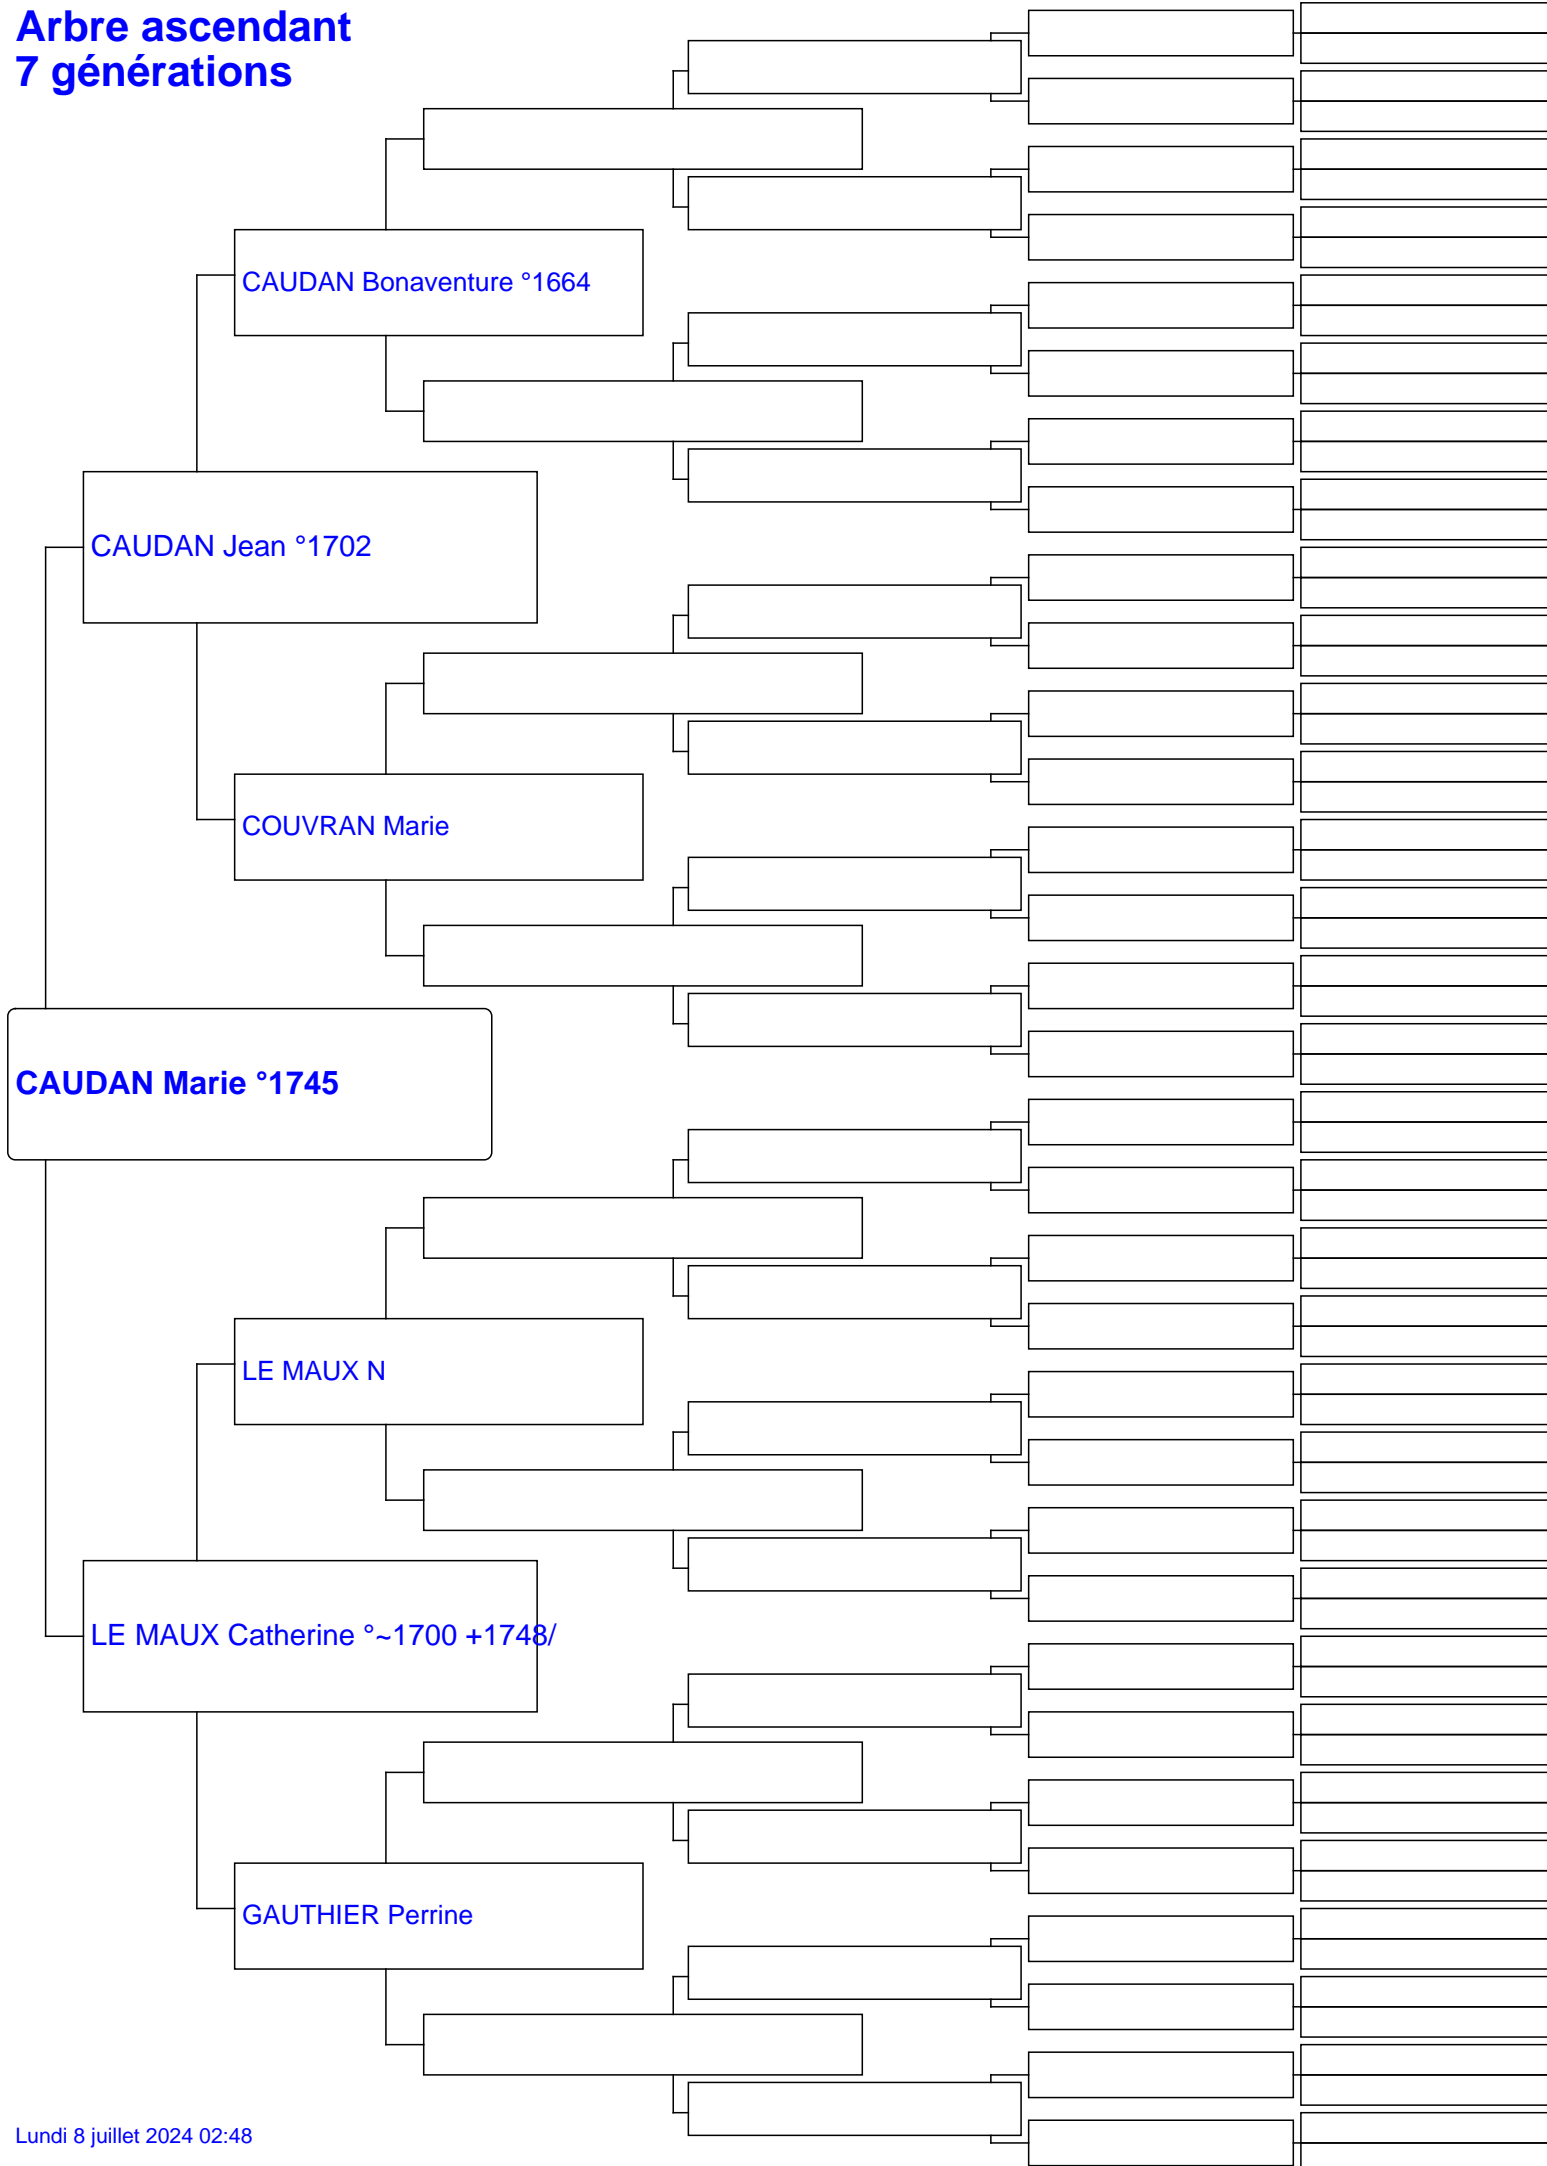 Arbre ascendant
7 générations
CAUDAN Bonaventure °1664
CAUDAN Jean °1702
COUVRAN Marie
CAUDAN Marie °1745
LE MAUX N
LE MAUX Catherine °~1700 +1748/
GAUTHIER Perrine
Lundi 8 juillet 2024 02:48